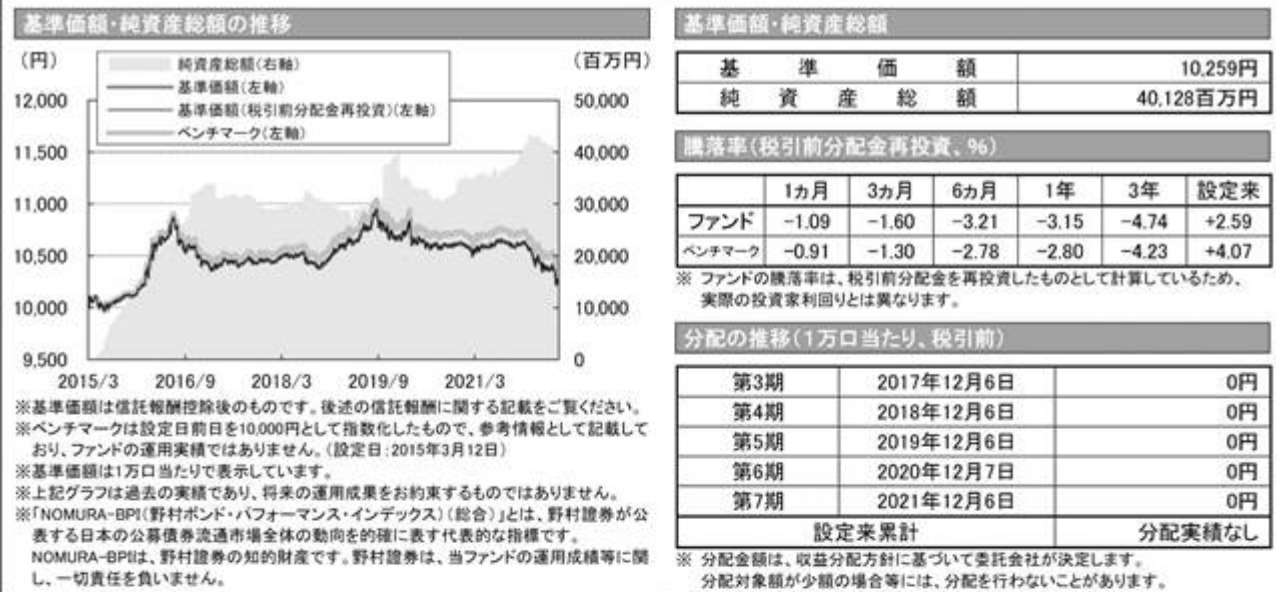 基準価額・純資産総額の推移
(円)
(百万円)
純資産総額(右軸)
基準価額(左軸)
基準価額(税引前分配金再投資)(左軸)
ベンチマーク(左軸)
12,000
11,500
11,000
10,500
10,000
9,500
50,000
40,000
30,000
20,000
10,000
0
2015/3 2016/9 2018/3 2019/9 2021/3
※基準価額は信託報酬控除後のものです。後述の信託報酬に関する記載をご覧ください。
※ベンチマークは設定日前日を10,000円として指数化したもので、参考情報として記載して
おり、ファンドの運用実績ではありません。(設定日:2015年3月12日)
※基準価額は1万口当たりで表示しています。
※上記グラフは過去の実績であり、将来の運用成果をお約束するものではありません。
※「NOMURA-BPI(野村ボンド・パフォーマンス・インデックス)(総合)」とは、野村證券が公
表する日本の公募債券流通市場全体の動向を的確に表す代表的な指標です。
NOMURA-BPIは、野村證券の知的財産です。野村證券は、当ファンドの運用成績等に関
し、一切責任を負いません。
基準価額・純資産総額
基準価額 10,259円
純資産総額 40,128百万円
騰落率(税引前分配金再投資、%)
1ヵ月 3ヵ月 6ヵ月 1年 3年 設定来
ファンド -1.09 -1.60 -3.21 -3.15 -4.74 +2.59
ベンチマーク -0.91 -1.30 -2.78 -2.80 -4.23 +4.07
※ ファンドの騰落率は、税引前分配金を再投資したものとして計算しているため、
実際の投資家利回りとは異なります。
分配の推移(1万口当たり、税引前)
第3期 2017年12月6日 0円
第4期 2018年12月6日 0円
第5期 2019年12月6日 0円
第6期 2020年12月7日 0円
第7期 2021年12月6日 0円
設定来累計 分配実績なし
※ 分配金額は、収益分配方針に基づいて委託会社が決定します。
分配対象額が少額の場合等には、分配を行わないことがあります。